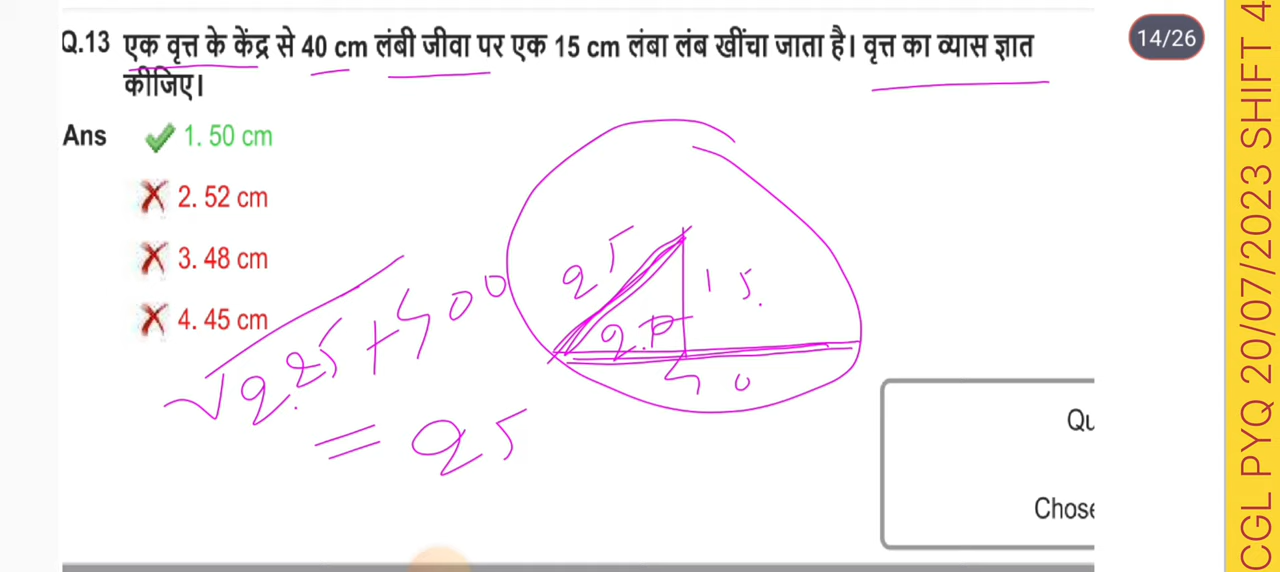 Q.13 एक वृत्त के केंद्र से 40 cm लंबी जीवा पर एक 15 cm लंबा लंब खींचा जाता है। वृत्त का व्यास ज्ञात
कीजिए।
14/26
Ans 1. 50 cm
2. 52 cm
3. 48 cm
4. 45 cm
25
15.
20
40
√225+400
= 25
Qu
Chose
CGL PYQ 20/07/2023 SHIFT 4